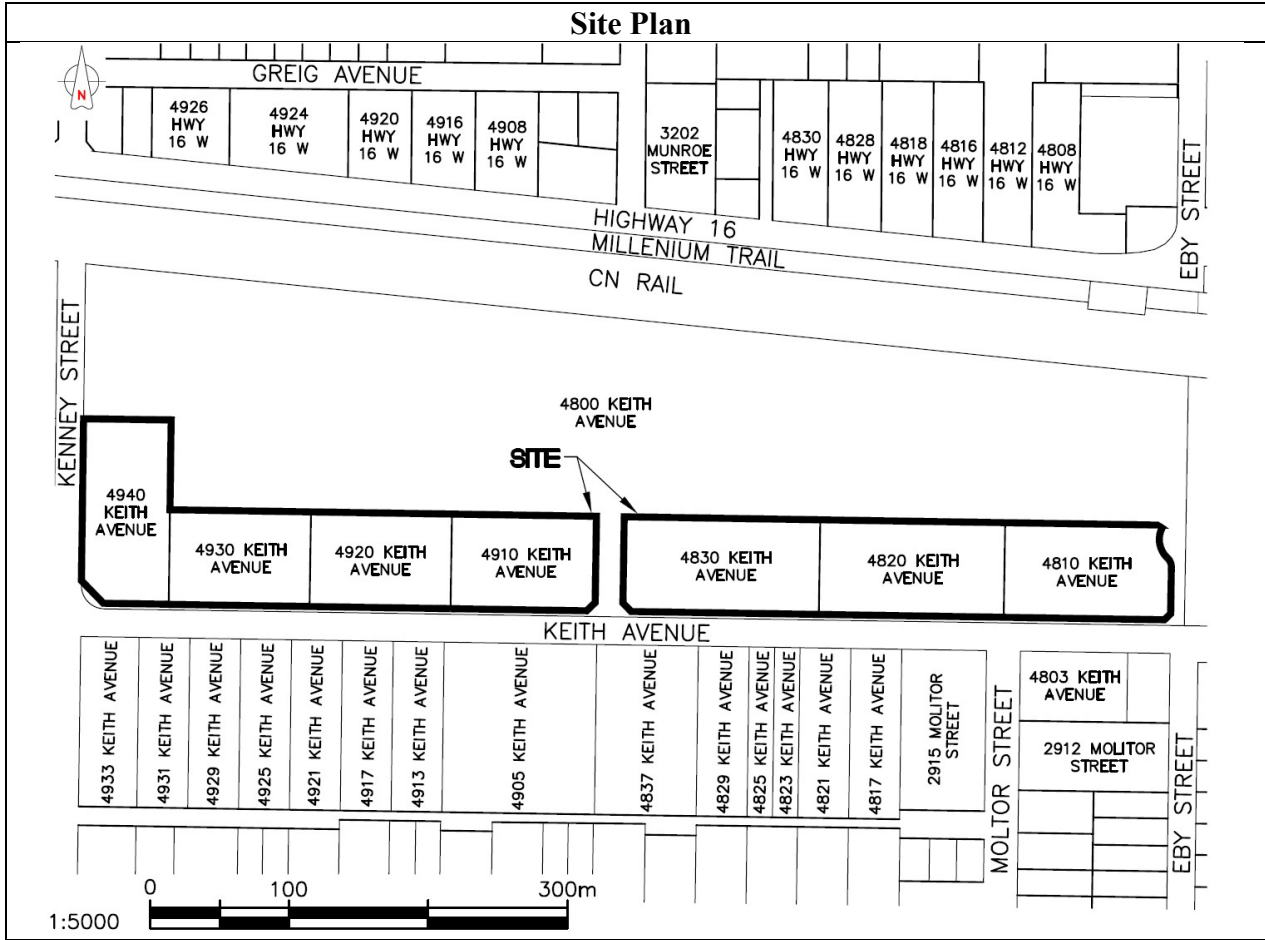 Site Plan
N
GREIG AVENUE
4926
HWY
16 W
4924
HWY
16 W
4920
HWY
16 W
4916
HWY
16 W
4908
HWY
16 W
3202
MUNROE
STREET
4830
HWY
16 W
4828
HWY
16 W
4818
HWY
16 W
4816
HWY
16 W
4812
HWY
16 W
4808
HWY
16 W
EBY STREET
HIGHWAY 16
MILLENIUM TRAIL
CN RAIL
KENNEY STREET
4800 KEITH
AVENUE
SITE
4940
KEITH
AVENUE
4930 KEITH
AVENUE
4920 KEITH
AVENUE
4910 KEITH
AVENUE
4830 KEITH
AVENUE
4820 KEITH
AVENUE
4810 KEITH
AVENUE
KEITH AVENUE
4933 KEITH AVENUE
4931 KEITH AVENUE
4929 KEITH AVENUE
4925 KEITH AVENUE
4921 KEITH AVENUE
4917 KEITH AVENUE
4913 KEITH AVENUE
4905 KEITH AVENUE
4837 KEITH AVENUE
4829 KEITH AVENUE
4825 KEITH AVENUE
4823 KEITH AVENUE
4821 KEITH AVENUE
4817 KEITH AVENUE
2915 MOLITOR
STREET
MOLTOR STREET
4803 KEITH
AVENUE
2912 MOLITOR
STREET
EBY STREET
0 100 300m
1:5000